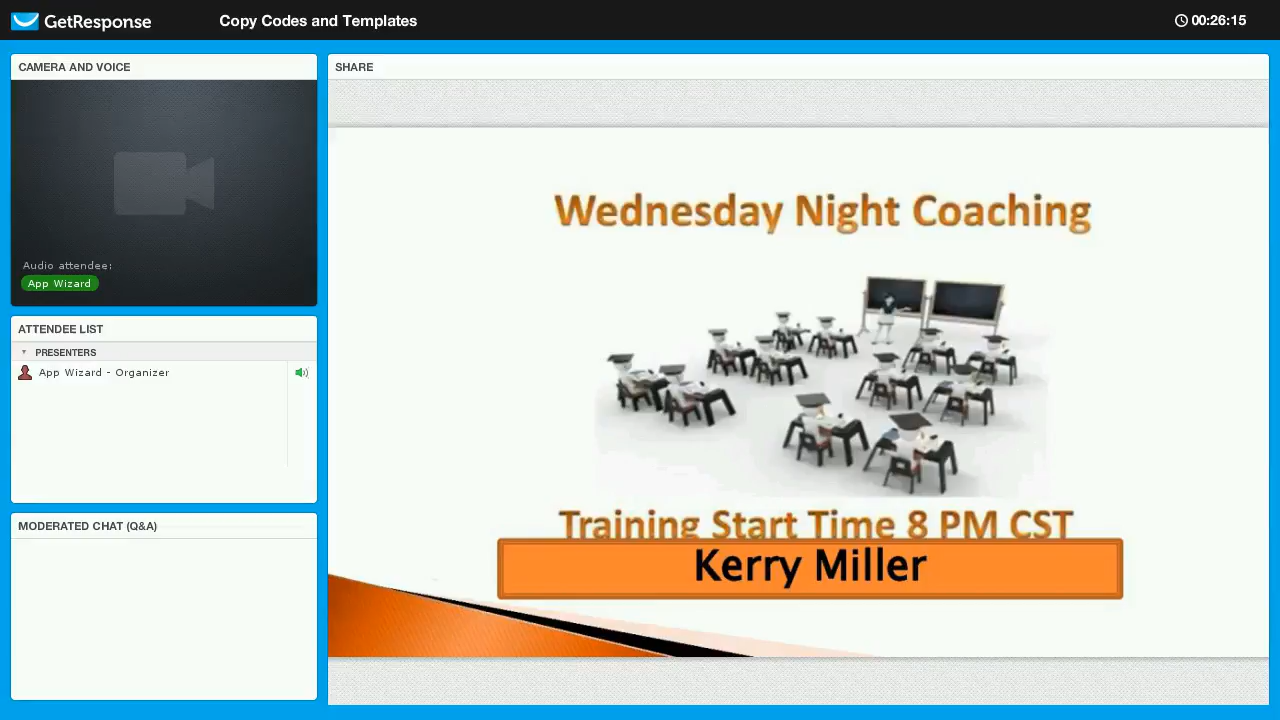 GetResponse
Copy Codes and Templates
00:26:15
CAMERA AND VOICE
Audio attendee:
App Wizard
ATTENDEE LIST
PRESENTERS
App Wizard - Organizer
MODERATED CHAT (Q&A)
SHARE
Wednesday Night Coaching
Training Start Time 8 PM CST
Kerry Miller